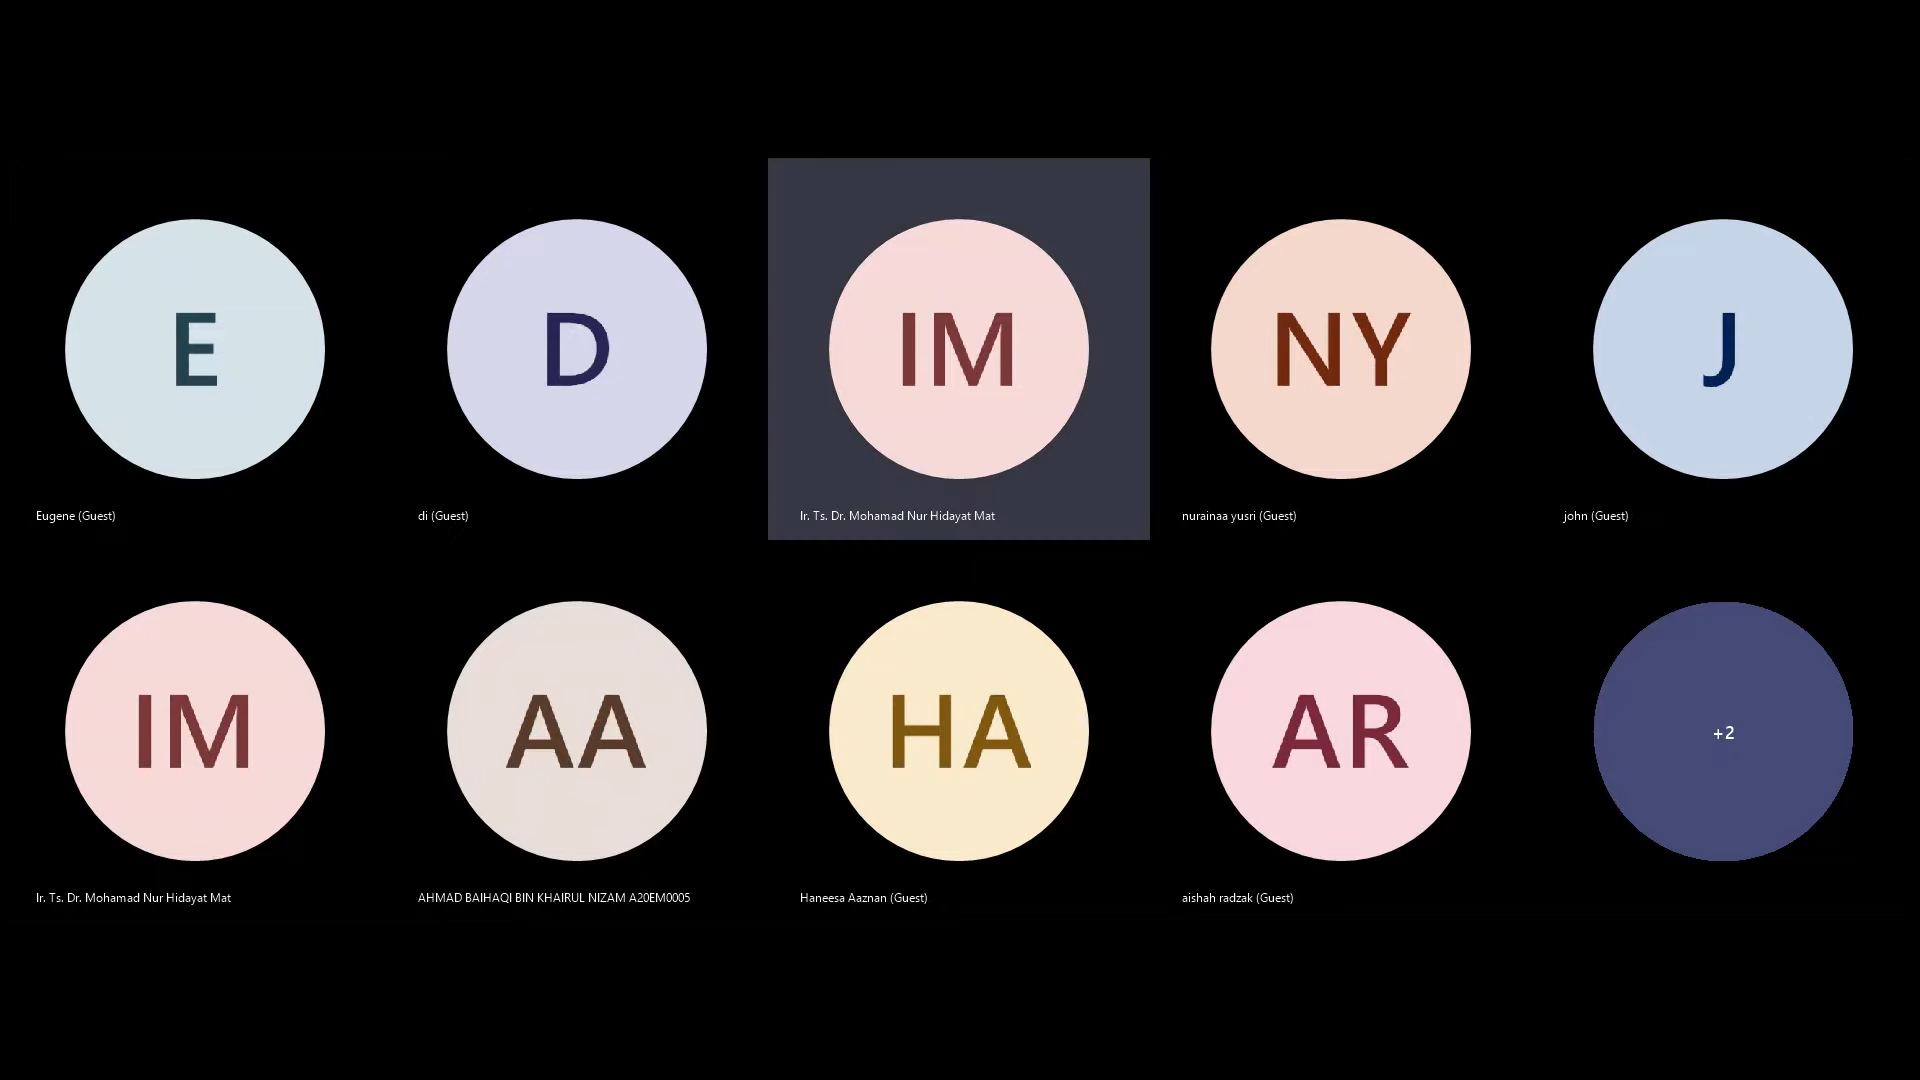 E
D
IM
NY
J
Eugene (Guest)
di (Guest)
Ir. Ts. Dr. Mohamad Nur Hidayat Mat
nurainaa yusri (Guest)
john (Guest)
IM
AA
HA
AR
+2
Ir. Ts. Dr. Mohamad Nur Hidayat Mat
AHMAD BAIHAQI BIN KHAIRUL NIZAM A20EM0005
Haneesa Aaznan (Guest)
aishah radzak (Guest)